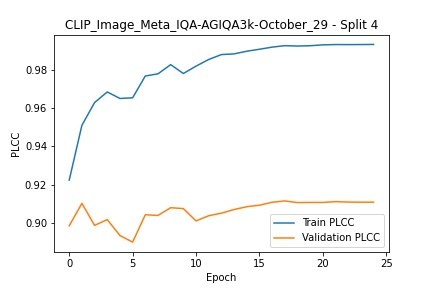 CLIP_Image_Meta_IQA-AGIQA3k-October_29 - Split 4
PLCC
0.98
0.96
0.94
0.92
0.90
Train PLCC
Validation PLCC
0 5 10 15 20 25
Epoch